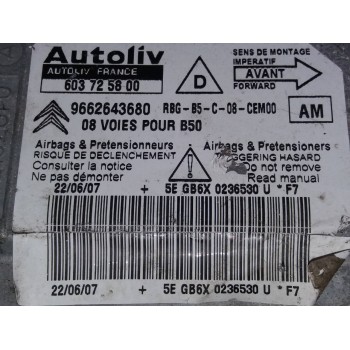 Autoliv
AUTOLIV FRANCE
603 72 58 00
D
SENS DE MONTAGE
IMPERATIF
AVANT
FORWARD
9662643680 RBG-B5-C-08-CEM00
08 VOIES POUR B50
AM
Airbags & Pretensionneurs
RISQUE DE DECLENCHEMENT
Consulter la notice
Ne pas démonter
Airbags & Pretensioners
TRIGGERING HASARD
Do not remove
Read manual
22/06/07 + 5E GB6X 0236530 U * F7
22/06/07 + 5E GB6X 0236530 U * F7